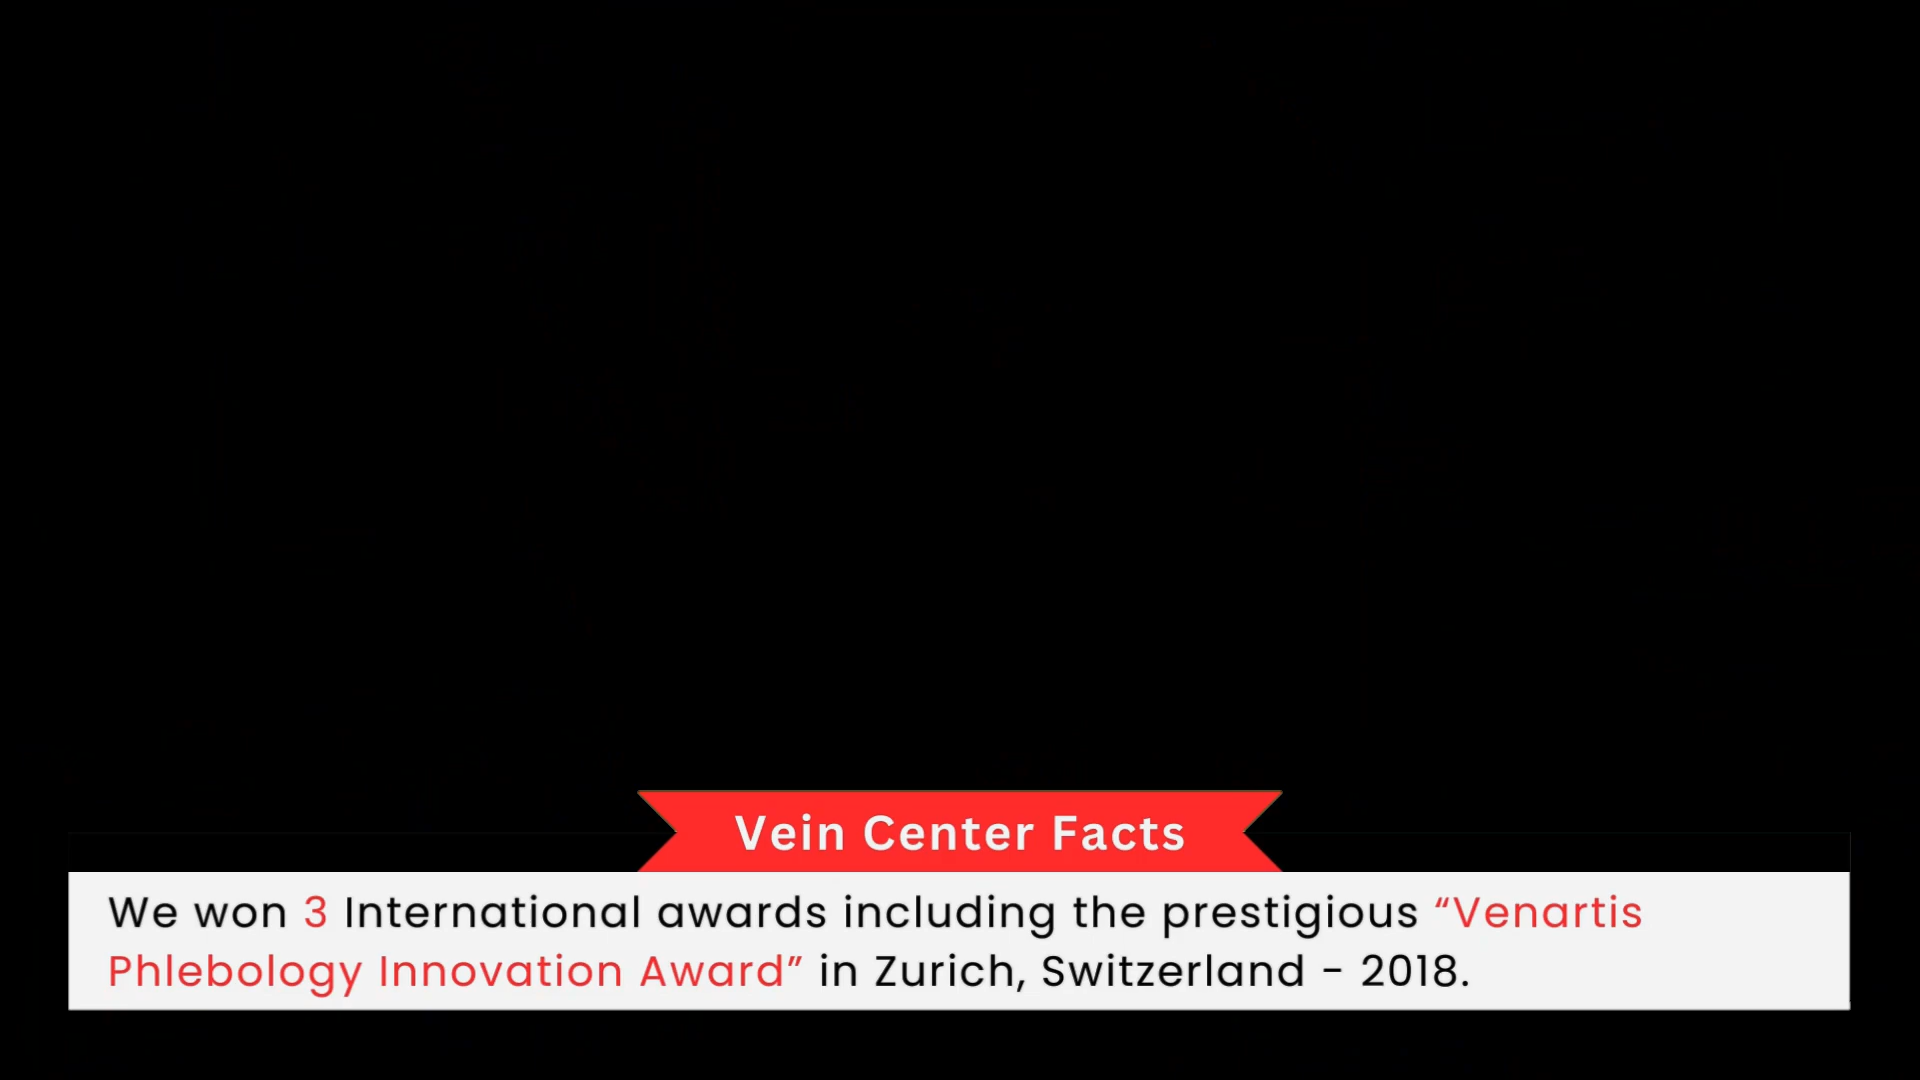 Vein Center Facts
We won 3 International awards including the prestigious “Venartis
Phlebology Innovation Award” in Zurich, Switzerland - 2018.